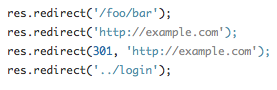 res.redirect('/foo/bar');
res.redirect('http://example.com');
res.redirect(301, 'http://example.com');
res.redirect('../login');